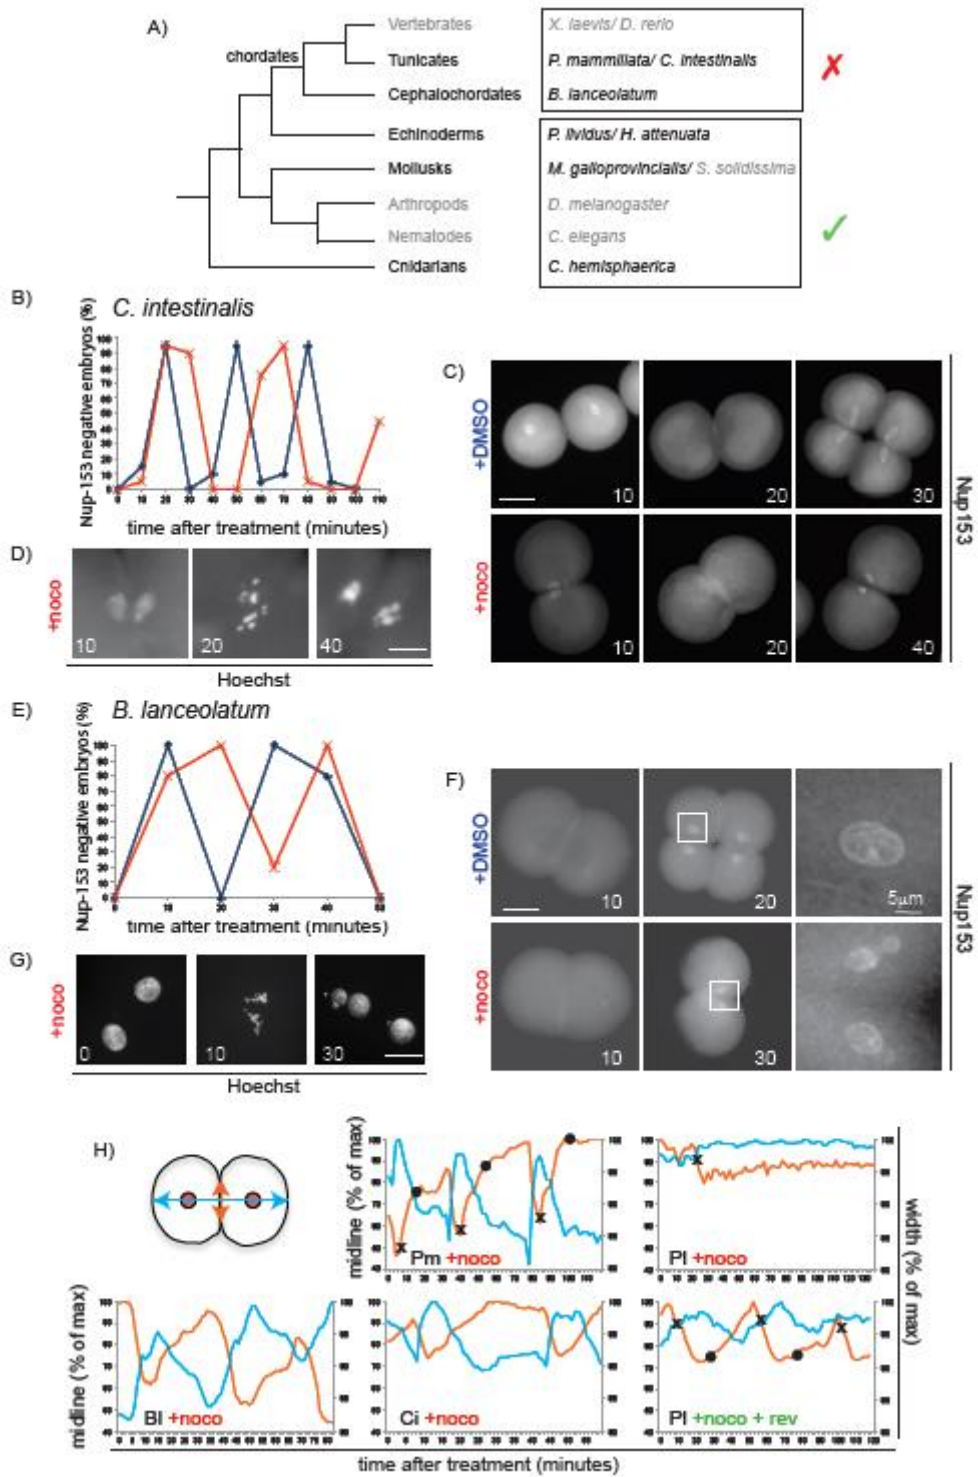 A)
chordates
Vertebrates X. laevis/ D. rerio
Tunicates P. mammillata/ C. intestinalis ✗
Cephalochordates B. lanceolatum
Echinoderms P. lividus/ H. attenuata
Mollusks M. galloprovincialis/ S. solidissima
Arthropods D. melanogaster
Nematodes C. elegans ✓
Cnidarians C. hemisphaerica
B) C. intestinalis
Nup-153 negative embryos (%)
time after treatment (minutes)
C)
+DMSO
10 20 30
+noco
10 20 40
Nup153
D)
+noco
10 20 40
Hoechst
E) B. lanceolatum
Nup-153 negative embryos (%)
time after treatment (minutes)
F)
+DMSO
10 20 5μm
+noco
10 30
Nup153
G)
+noco
0 10 30
Hoechst
H)
midline (% of max)
Pm +noco
Pl +noco
width (% of max)
midline (% of max)
Bl +noco
Ci +noco
Pl +noco + rev
time after treatment (minutes)